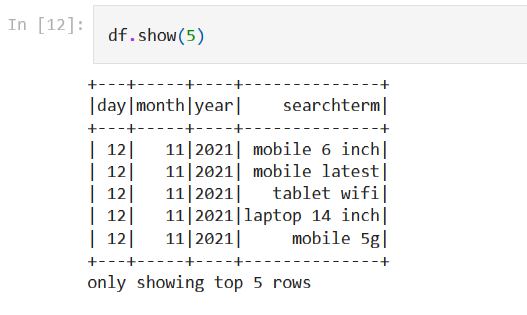 In [12]:
df.show(5)
+---+-----+----+--------------+
|day|month|year|    searchterm|
+---+-----+----+--------------+
| 12|   11|2021| mobile 6 inch|
| 12|   11|2021| mobile latest|
| 12|   11|2021|   tablet wifi|
| 12|   11|2021|laptop 14 inch|
| 12|   11|2021|     mobile 5g|
+---+-----+----+--------------+
only showing top 5 rows